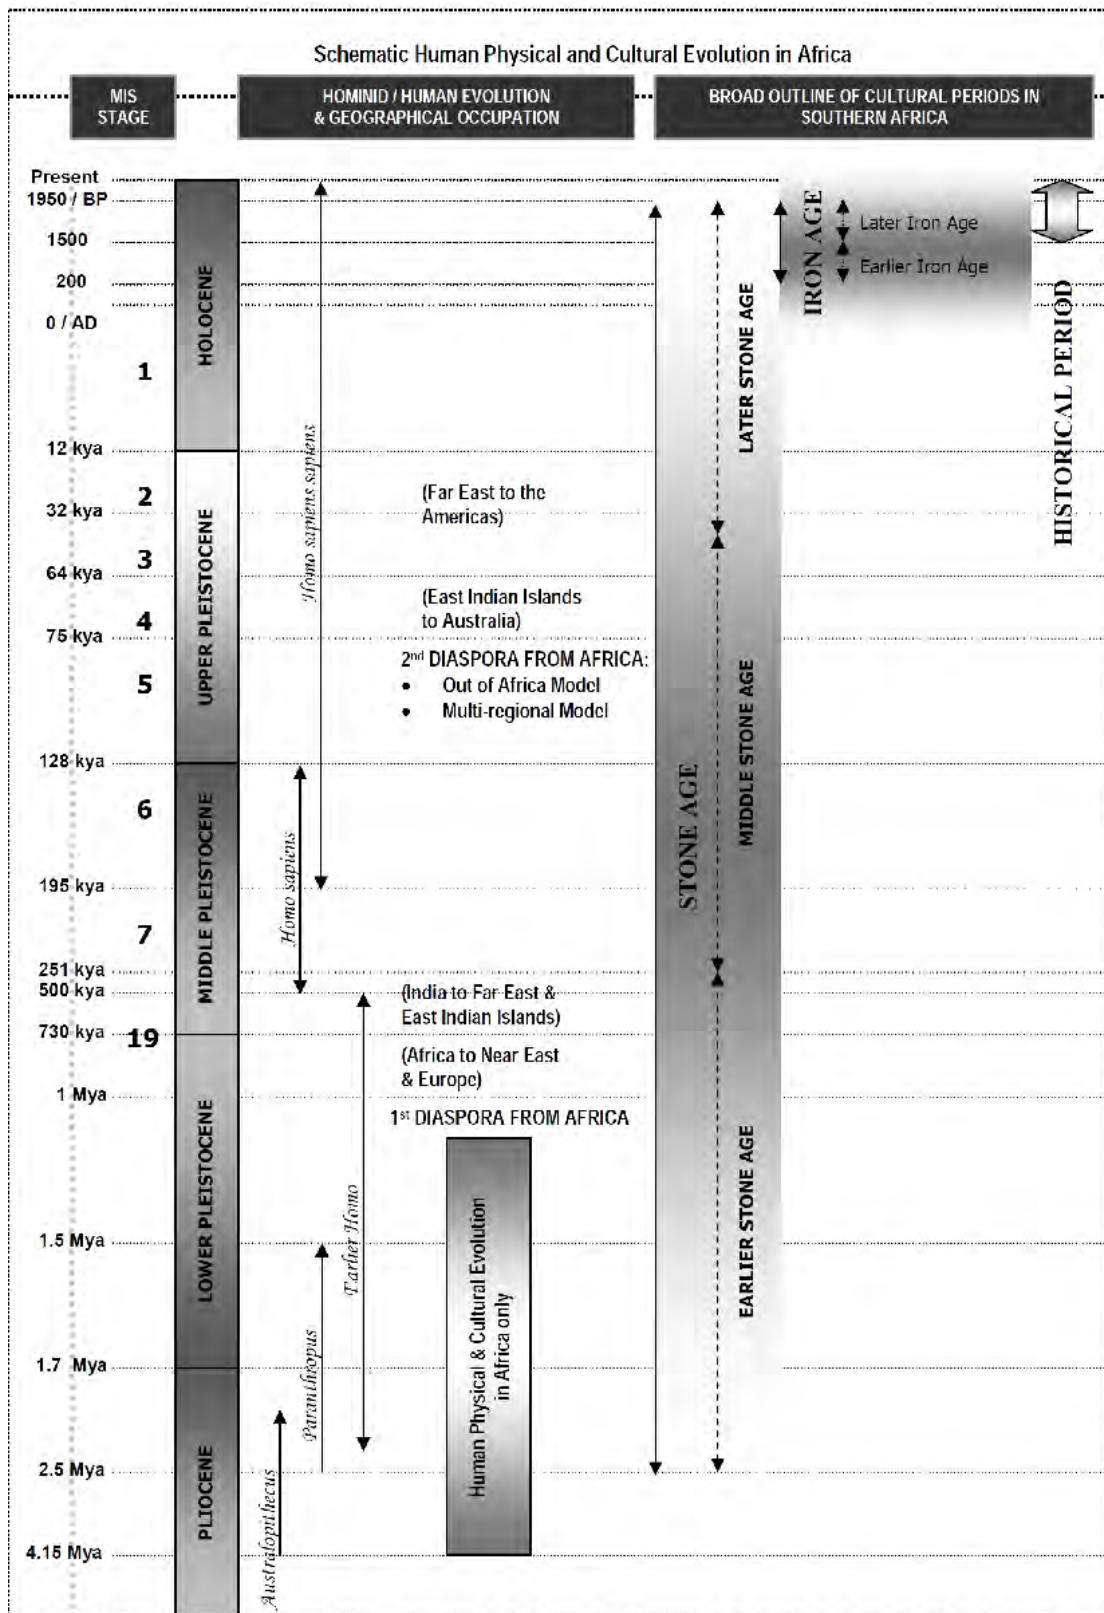 Schematic Human Physical and Cultural Evolution in Africa
MIS
STAGE
HOMINID / HUMAN EVOLUTION
& GEOGRAPHICAL OCCUPATION
BROAD OUTLINE OF CULTURAL PERIODS IN
SOUTHERN AFRICA
Present
1950 / BP
1500
200
0 / AD
1
12 kya
2
32 kya
3
64 kya
4
75 kya
5
128 kya
6
195 kya
7
251 kya
500 kya
19
730 kya
1 Mya
1.5 Mya
1.7 Mya
2.5 Mya
4.15 Mya
HOLOCENE
UPPER PLEISTOCENE
MIDDLE PLEISTOCENE
LOWER PLEISTOCENE
PLIOCENE
Homo sapiens sapiens
Homo sapiens
Earlier Homo
Paranthropus
Australopithecus
(Far East to the
Americas)
(East Indian Islands
to Australia)
2nd DIASPORA FROM AFRICA:
• Out of Africa Model
• Multi-regional Model
(India to Far East &
East Indian Islands)
(Africa to Near East
& Europe)
1st DIASPORA FROM AFRICA
Human Physical & Cultural Evolution
in Africa only
STONE AGE
LATER STONE AGE
MIDDLE STONE AGE
EARLIER STONE AGE
IRON AGE
Later Iron Age
Earlier Iron Age
HISTORICAL PERIOD